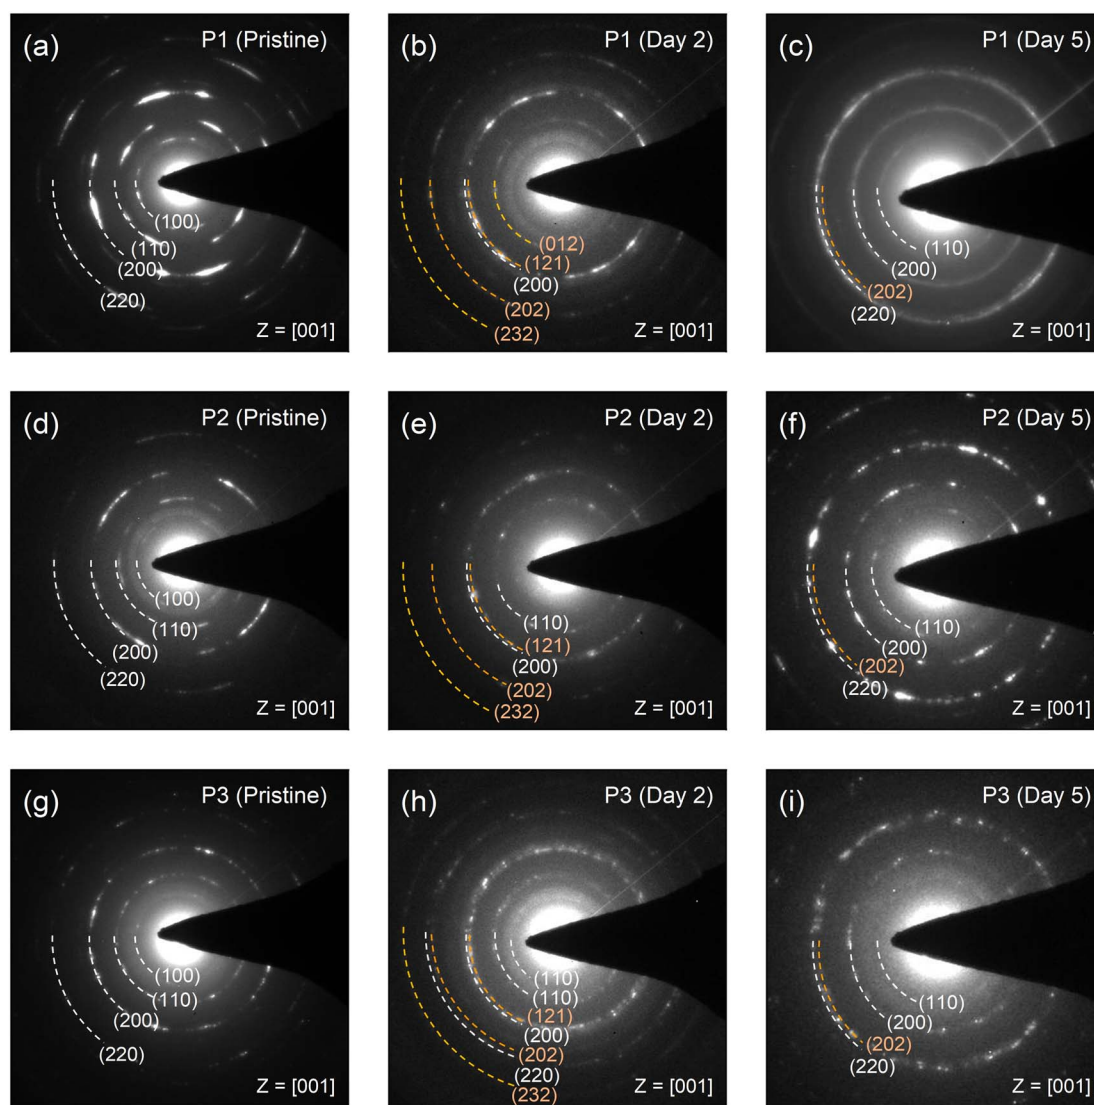 (a)
P1 (Pristine)
(100)
(110)
(200)
(220)
Z = [001]
(b)
P1 (Day 2)
(012)
(121)
(200)
(202)
(232)
Z = [001]
(c)
P1 (Day 5)
(110)
(200)
(202)
(220)
Z = [001]
(d)
P2 (Pristine)
(100)
(110)
(200)
(220)
Z = [001]
(e)
P2 (Day 2)
(110)
(121)
(200)
(202)
(232)
Z = [001]
(f)
P2 (Day 5)
(110)
(200)
(202)
(220)
Z = [001]
(g)
P3 (Pristine)
(100)
(110)
(200)
(220)
Z = [001]
(h)
P3 (Day 2)
(110)
(110)
(121)
(200)
(202)
(220)
(232)
Z = [001]
(i)
P3 (Day 5)
(110)
(200)
(202)
(220)
Z = [001]